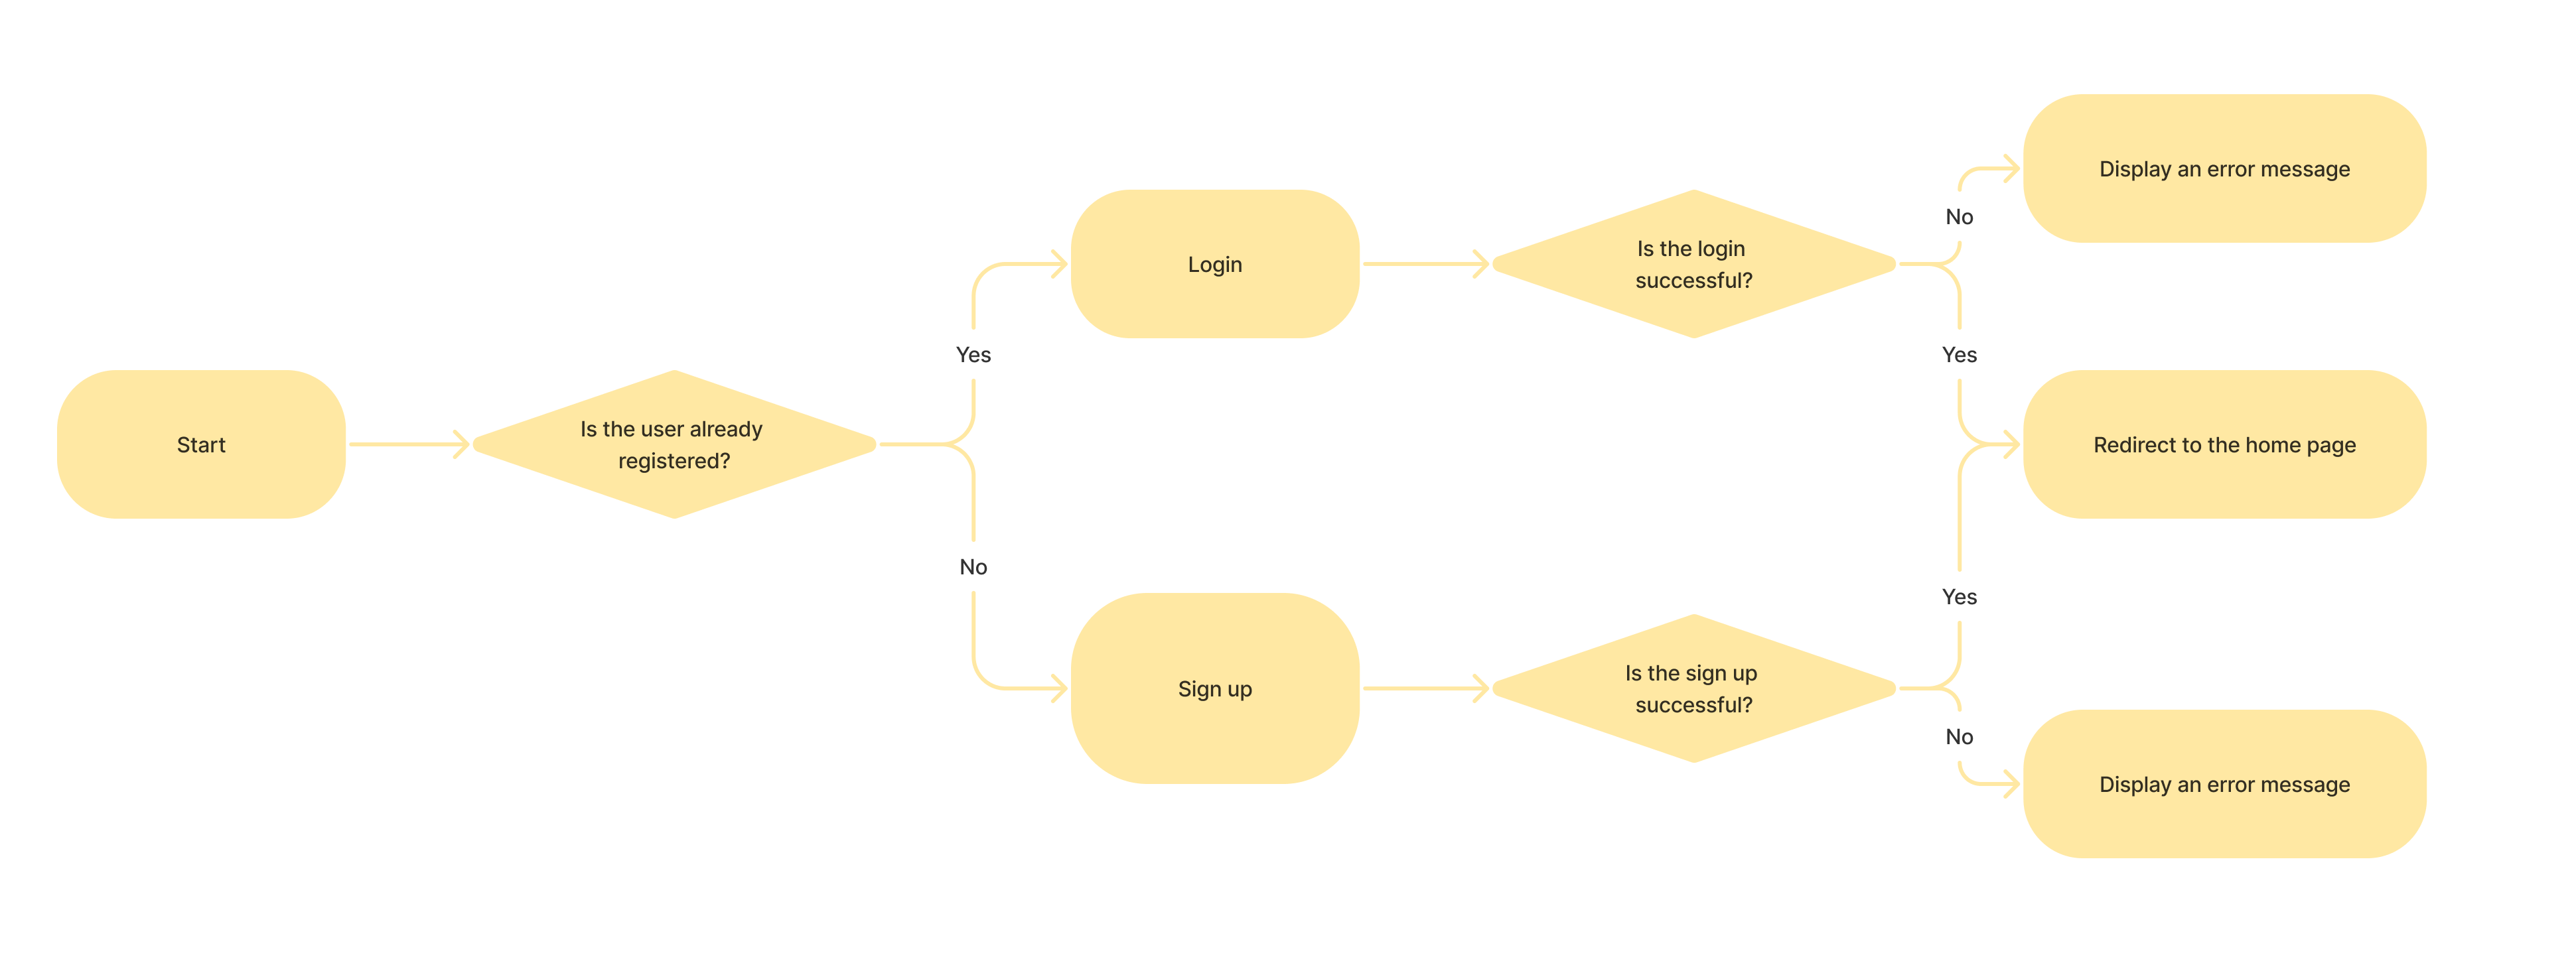 Start
Is the user already
registered?
Yes
No
Login
Sign up
Is the login
successful?
Is the sign up
successful?
No
Yes
Yes
No
Display an error message
Redirect to the home page
Display an error message